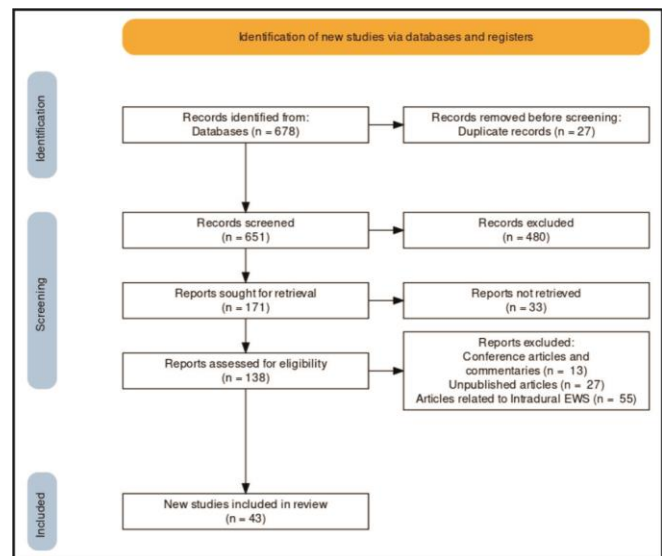 Identification of new studies via databases and registers
Identification
Records identified from:
Databases (n = 678)
Records removed before screening:
Duplicate records (n = 27)
Screening
Records screened
(n = 651)
Records excluded
(n = 480)
Reports sought for retrieval
(n = 171)
Reports not retrieved
(n = 33)
Reports assessed for eligibility
(n = 138)
Reports excluded:
Conference articles and
commentaries (n = 13)
Unpublished articles (n = 27)
Articles related to Intradural EWS (n = 55)
Included
New studies included in review
(n = 43)